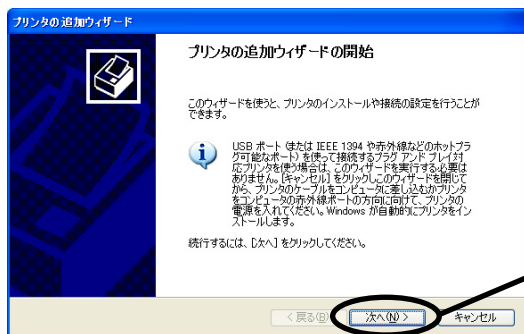 プリンタの追加ウィザード
プリンタの追加ウィザードの開始
このウィザードを使うと、プリンタのインストールや接続の設定を行うことが
できます。
USB ポート (または IEEE 1394 や赤外線などのホットプラ
グ可能なポート) を使って接続するプラグ アンド プレイ対
応プリンタを使う場合は、このウィザードを実行する必要は
ありません。[キャンセル] をクリックしこのウィザードを閉じて
から、プリンタのケーブルをコンピュータに差し込むかプリンタ
をコンピュータの赤外線ポートの方向に向けて、プリンタの
電源を入れてください。Windows が自動的にプリンタをイン
ストールします。
続行するには、[次へ] をクリックしてください。
< 戻る(B)
次へ(N) >
キャンセル